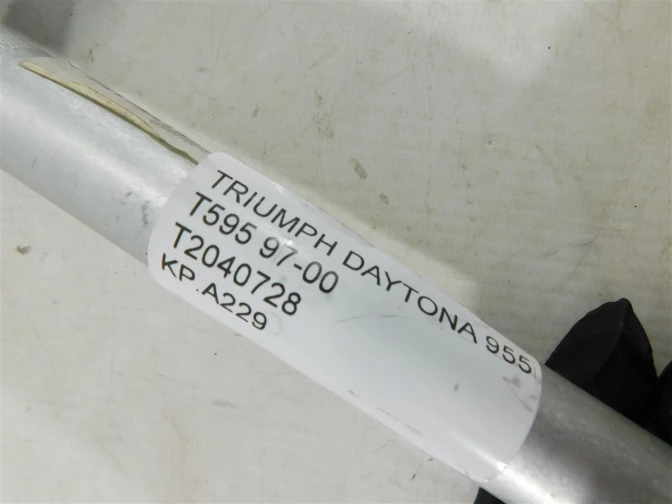 TRIUMPH DAYTONA 955
T595 97-00
T2040728
KP.A229